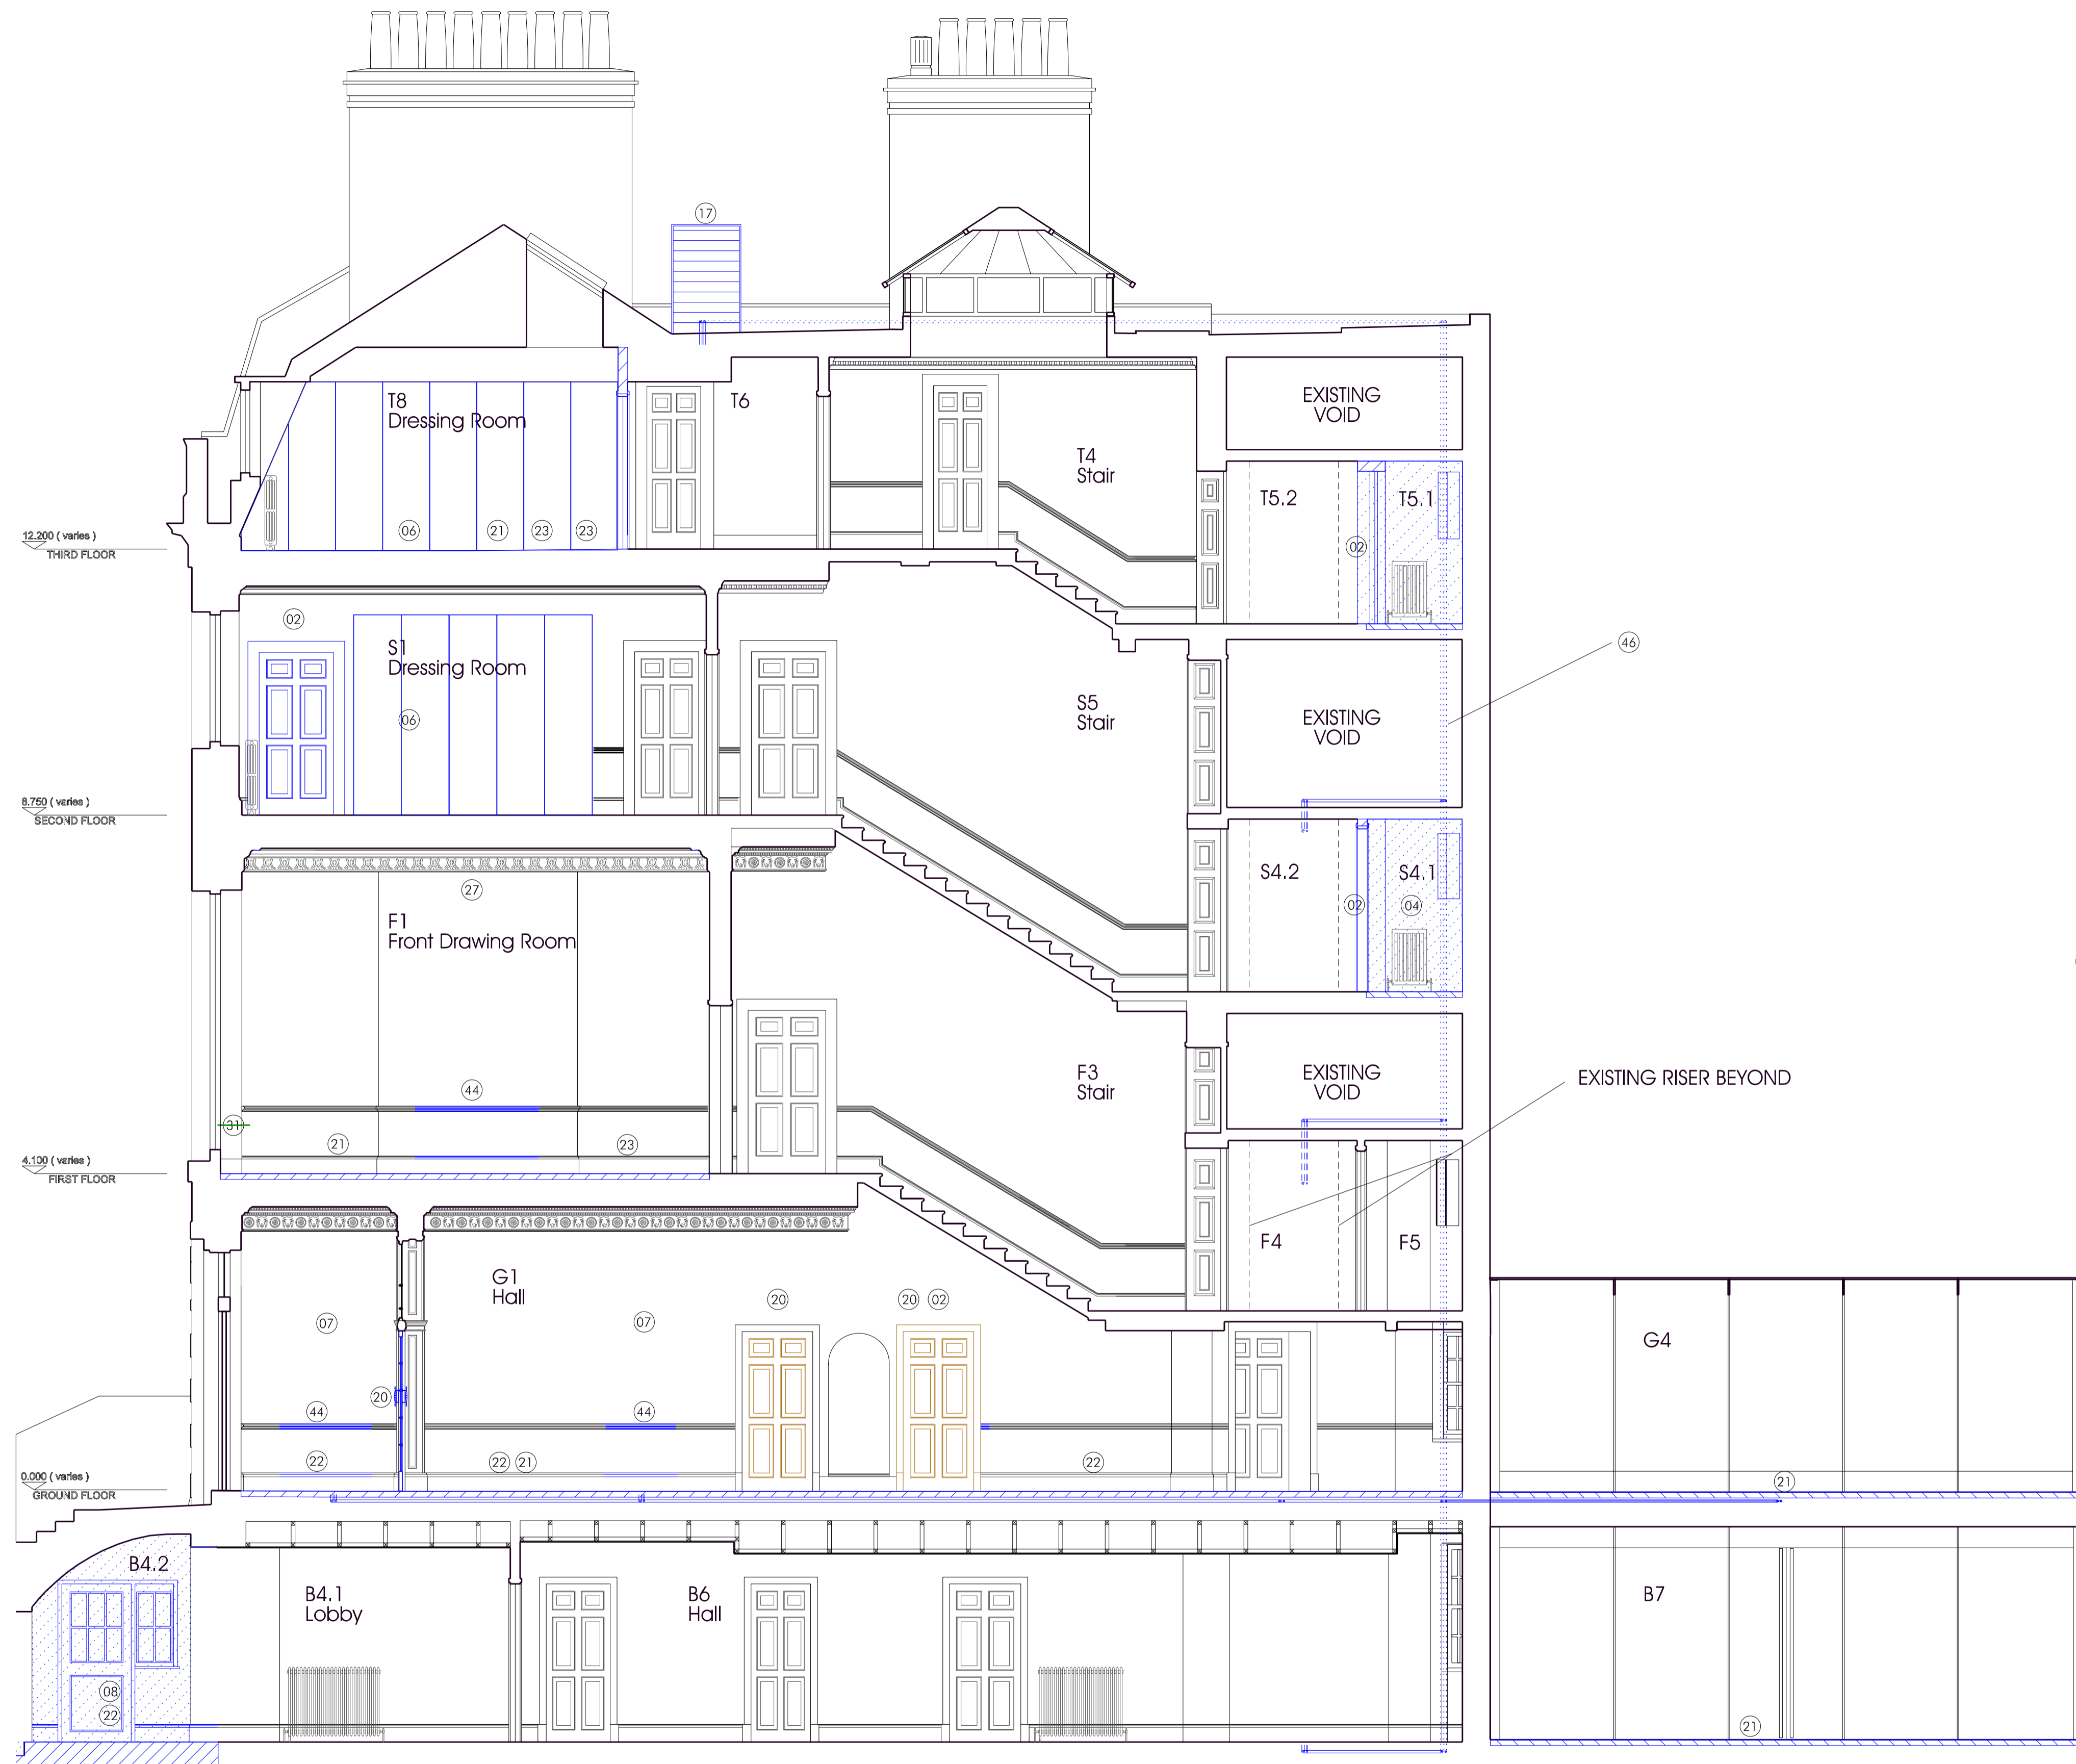 17
T8
Dressing Room
T6
EXISTING
VOID
T4
Stair
T5.2
T5.1
06
21
23
23
02
12.200 ( varies )
THIRD FLOOR
02
S1
Dressing Room
06
S5
Stair
EXISTING
VOID
46
8.750 ( varies )
SECOND FLOOR
27
F1
Front Drawing Room
S4.2
S4.1
02
04
44
F3
Stair
EXISTING
VOID
EXISTING RISER BEYOND
31
21
23
4.100 ( varies )
FIRST FLOOR
F4
F5
G1
Hall
07
07
20
20
02
G4
20
44
44
22
22
21
22
21
0.000 ( varies )
GROUND FLOOR
B4.2
B4.1
Lobby
B6
Hall
B7
08
22
21